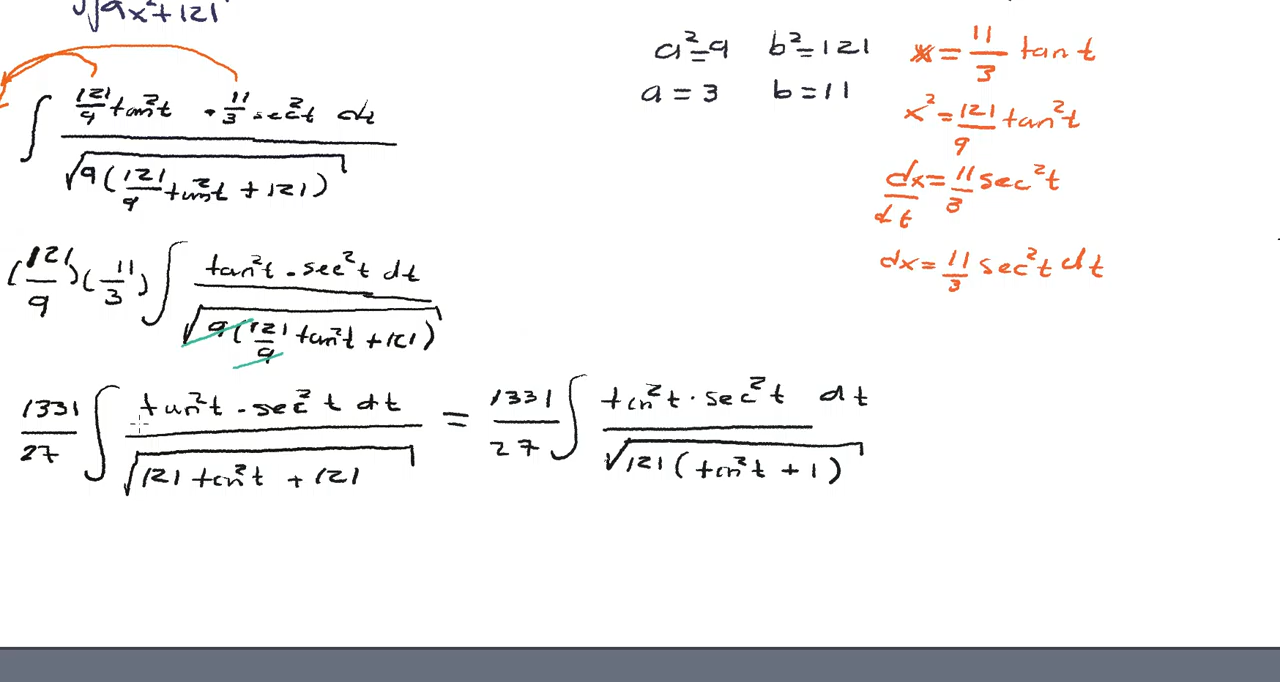 ∫√9x²+121
a²=9 b²=121 x = 11/3 tan t
a = 3 b = 11 x² = 121/9 tan²t
∫ 121/9 tan²t · 11/3 sec²t dt / √9(121/9 tan²t + 121)
dx/dt = 11/3 sec²t
dx = 11/3 sec²t dt
(121/9)(11/3) ∫ tan²t · sec²t dt / √9(121/9 tan²t + 121)
1331/27 ∫ tan²t · sec²t dt / √121 tan²t + 121 = 1331/27 ∫ tan²t · sec²t dt / √121(tan²t + 1)